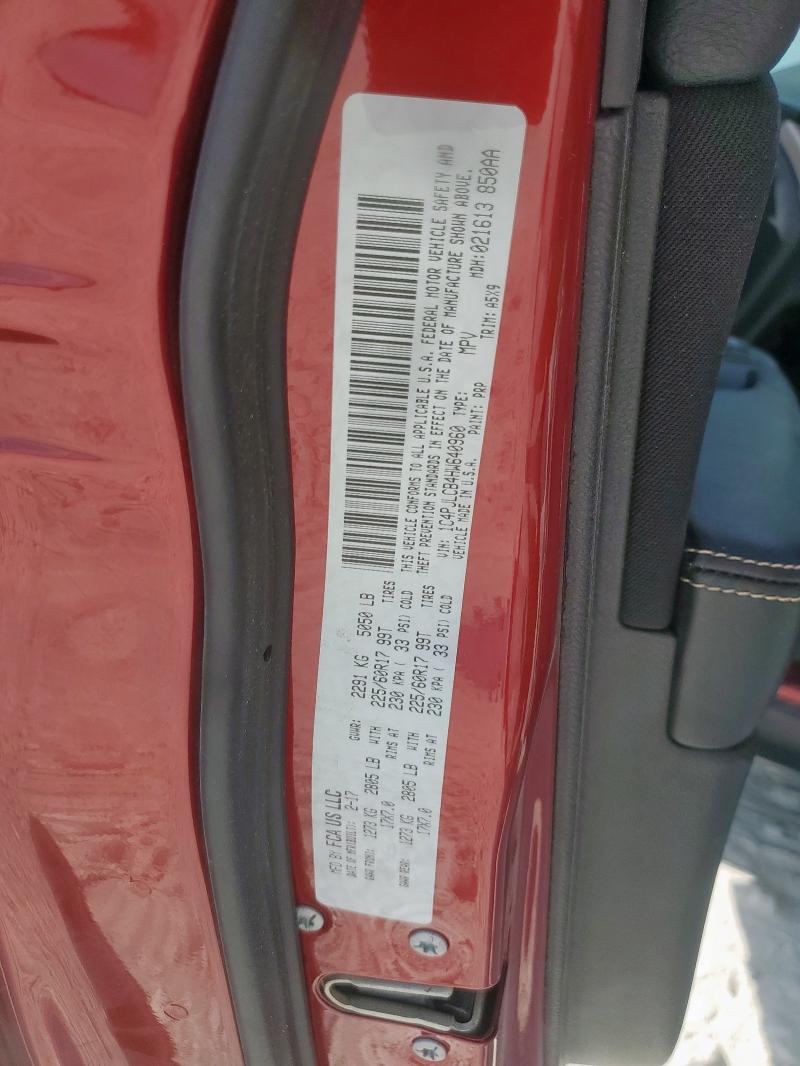 MFD BY FCA US LLC
DATE OF MFR(BUILT): 2-17 GVWR: 2291 KG 5050 LB
GAWR FRONT: 1273 KG 2805 LB WITH 225/60R17 99T TIRES
17X7.0 RIMS AT 230 KPA ( 33 PSI) COLD
GAWR REAR: 1273 KG 2805 LB WITH 225/60R17 99T TIRES
17X7.0 RIMS AT 230 KPA ( 33 PSI) COLD
THIS VEHICLE CONFORMS TO ALL APPLICABLE U.S.A. FEDERAL MOTOR VEHICLE SAFETY AND
THEFT PREVENTION STANDARDS IN EFFECT ON THE DATE OF MANUFACTURE SHOWN ABOVE.
VIN: 1C4PJLCB4HW640960 TYPE: MPV MDH:021613 850AA
VEHICLE MADE IN U.S.A. PAINT: PRP TRIM: A5X9